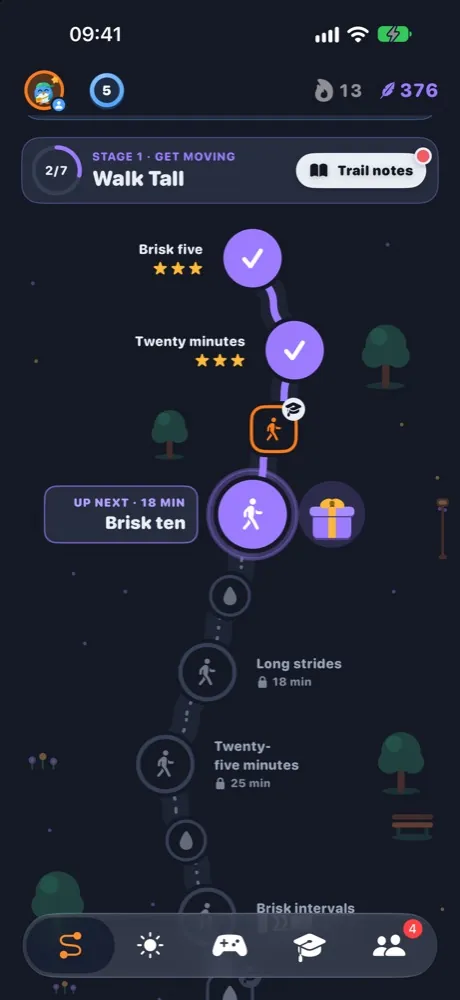 09:41
5
13
376
2/7
STAGE 1 · GET MOVING
Walk Tall
Trail notes
Brisk five
Twenty minutes
UP NEXT · 18 MIN
Brisk ten
Long strides
18 min
Twenty-
five minutes
25 min
Brisk intervals
4